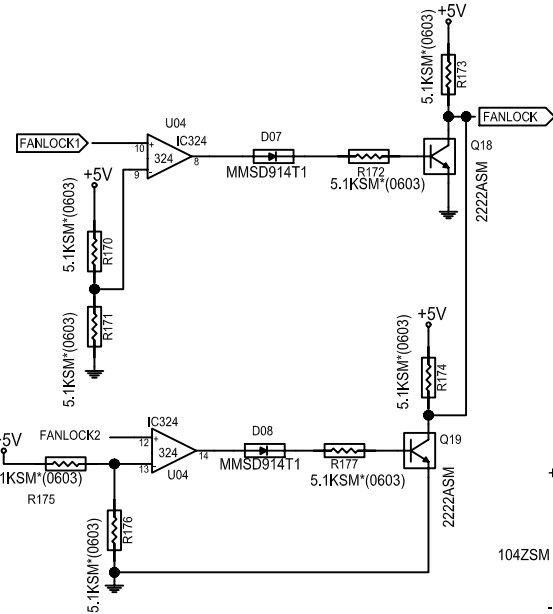 +5V
5.1KSM*(0603)
R173
FANLOCK
U04
IC324
FANLOCK1
10
+
324
8
9
-
D07
MMSD914T1
R172
5.1KSM*(0603)
Q18
2222ASM
+5V
5.1KSM*(0603)
R170
5.1KSM*(0603)
R171
+5V
5.1KSM*(0603)
R174
+5V
FANLOCK2
IC324
12
+
324
14
13
-
U04
1KSM*(0603)
R175
D08
MMSD914T1
R177
5.1KSM*(0603)
Q19
2222ASM
5.1KSM*(0603)
R176
+
104ZSM
-